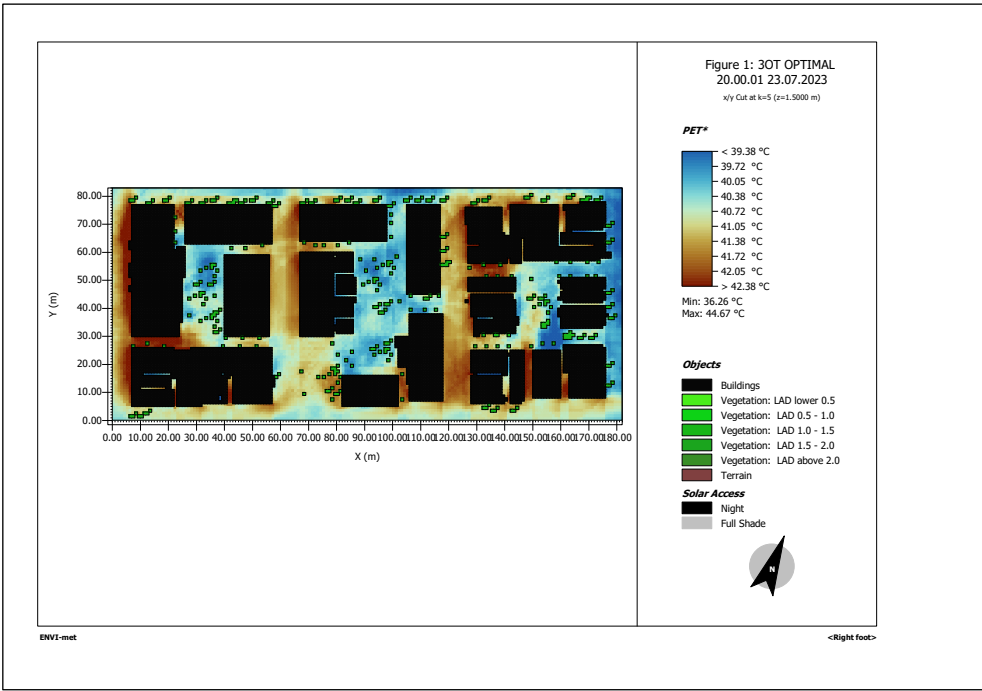 Figure 1: 3OT OPTIMAL
20.00.01 23.07.2023
x/y Cut at k=5 (z=1.5000 m)
PET*
< 39.38 °C
39.72 °C
40.05 °C
40.38 °C
40.72 °C
41.05 °C
41.38 °C
41.72 °C
42.05 °C
> 42.38 °C
Min: 36.26 °C
Max: 44.67 °C
80.00
70.00
60.00
50.00
40.00
30.00
20.00
10.00
0.00
Y (m)
0.00 10.00 20.00 30.00 40.00 50.00 60.00 70.00 80.00 90.00 100.00 110.00 120.00 130.00 140.00 150.00 160.00 170.00 180.00
X (m)
Objects
Buildings
Vegetation: LAD lower 0.5
Vegetation: LAD 0.5 - 1.0
Vegetation: LAD 1.0 - 1.5
Vegetation: LAD 1.5 - 2.0
Vegetation: LAD above 2.0
Terrain
Solar Access
Night
Full Shade
N
ENVI-met
<Right foot>